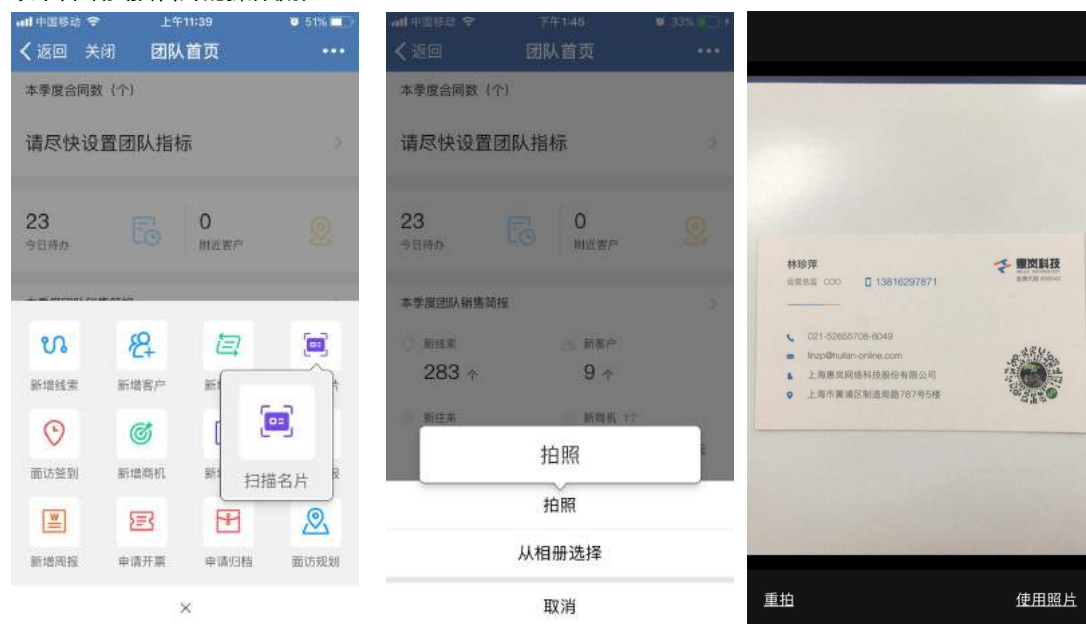 中国移动 上午11:39 51%
返回 关闭 团队首页
本季度合同数（个）
请尽快设置团队指标
23
今日待办
0
附近客户
新增线索 新增客户
扫描名片
面访签到 新增商机
新增周报 申请开票 申请归档 面访规划
×
中国移动 下午1:45 33%
返回 团队首页
本季度合同数（个）
请尽快设置团队指标
23
今日待办
0
附近客户
本季度团队销售简报
新线索 新客户
283 9
新往来 新商机
拍照
拍照
从相册选择
取消
林珍萍
运营总监 COO 13816297871
惠岚科技
021-52655708-8049
linzp@huilan-online.com
上海惠岚网络科技股份有限公司
上海市黄浦区制造局路787号5楼
重拍 使用照片